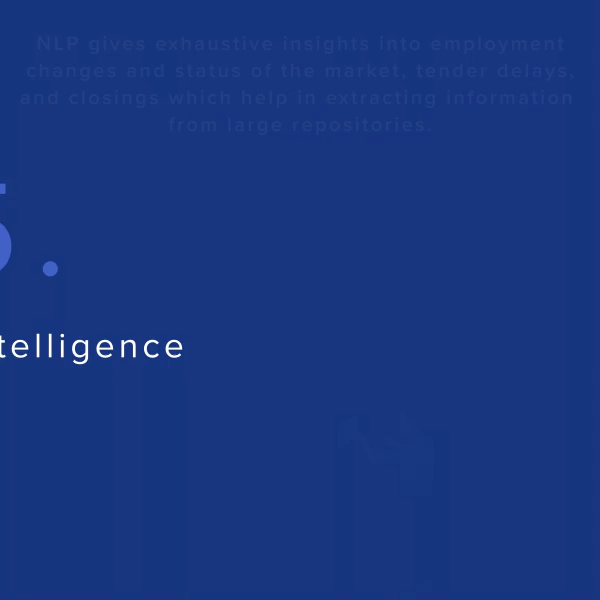 NLP gives exhaustive insights into employment
changes and status of the market, tender delays,
and closings which help in extracting information
from large repositories.
5.
telligence